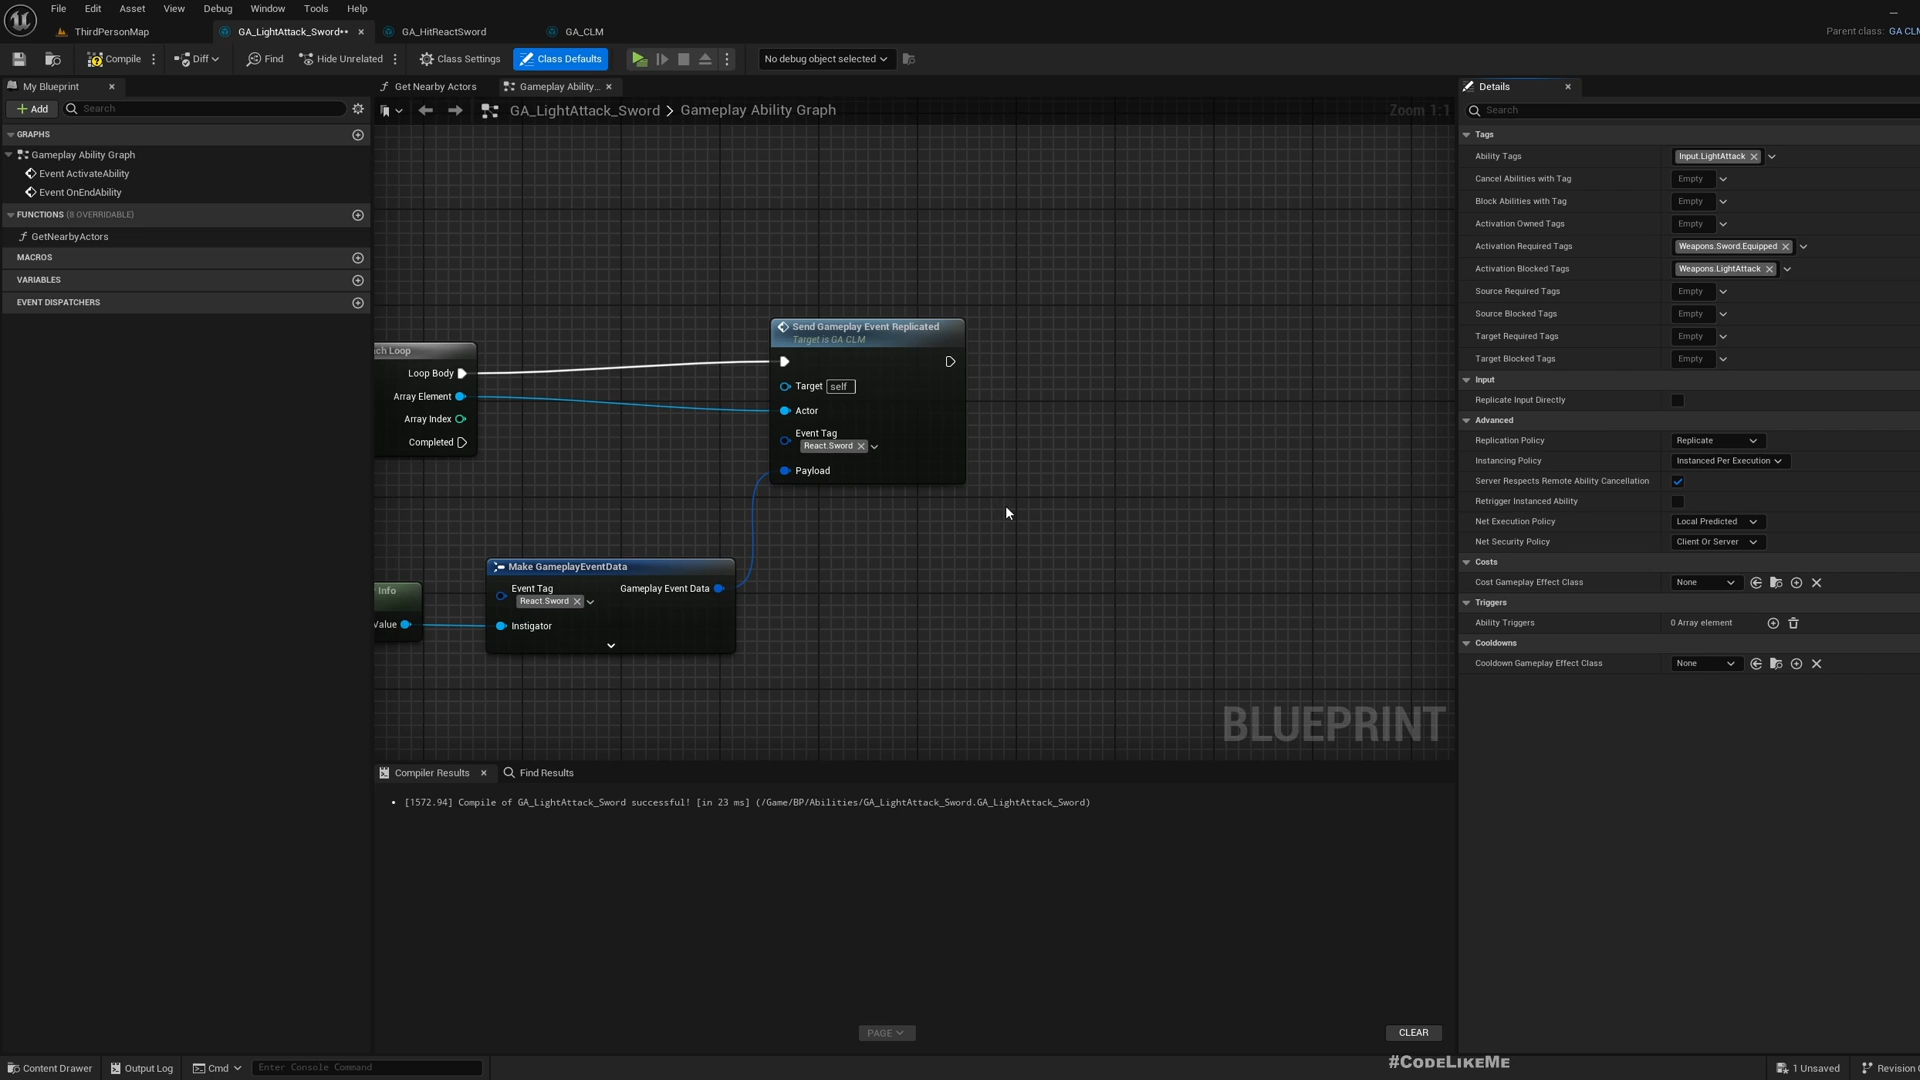 File Edit Asset View Debug Window Tools Help
ThirdPersonMap GA_LightAttack_Sword•• GA_HitReactSword GA_CLM
Parent class: GA CLM
Compile Diff Find Hide Unrelated Class Settings Class Defaults No debug object selected
My Blueprint
Add Search
GRAPHS
Gameplay Ability Graph
Event ActivateAbility
Event OnEndAbility
FUNCTIONS (8 OVERRIDABLE)
GetNearbyActors
MACROS
VARIABLES
EVENT DISPATCHERS
Get Nearby Actors Gameplay Ability...
GA_LightAttack_Sword > Gameplay Ability Graph
Zoom 1:1
ch Loop
Loop Body
Array Element
Array Index
Completed
Send Gameplay Event Replicated
Target is GA CLM
Target self
Actor
Event Tag
React.Sword
Payload
Info
Value
Make GameplayEventData
Event Tag Gameplay Event Data
React.Sword
Instigator
BLUEPRINT
Compiler Results Find Results
• [1572.94] Compile of GA_LightAttack_Sword successful! [in 23 ms] (/Game/BP/Abilities/GA_LightAttack_Sword.GA_LightAttack_Sword)
PAGE CLEAR
Details
Search
Tags
Ability Tags Input.LightAttack
Cancel Abilities with Tag Empty
Block Abilities with Tag Empty
Activation Owned Tags Empty
Activation Required Tags Weapons.Sword.Equipped
Activation Blocked Tags Weapons.LightAttack
Source Required Tags Empty
Source Blocked Tags Empty
Target Required Tags Empty
Target Blocked Tags Empty
Input
Replicate Input Directly
Advanced
Replication Policy Replicate
Instancing Policy Instanced Per Execution
Server Respects Remote Ability Cancellation
Retrigger Instanced Ability
Net Execution Policy Local Predicted
Net Security Policy Client Or Server
Costs
Cost Gameplay Effect Class None
Triggers
Ability Triggers 0 Array element
Cooldowns
Cooldown Gameplay Effect Class None
#CodeLikeMe
Content Drawer Output Log Cmd Enter Console Command 1 Unsaved Revision